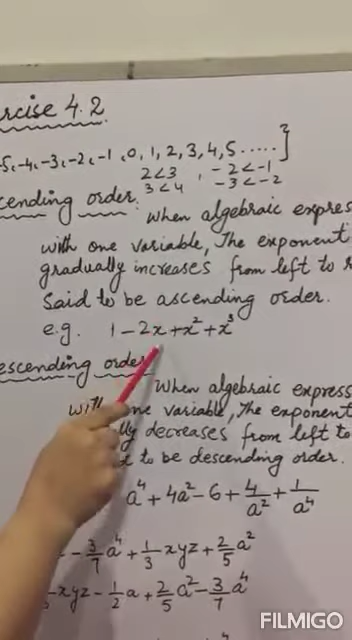 rcise 4.2
-5, -4, -3, -2, -1, 0, 1, 2, 3, 4, 5 .....}
2<3 , -2<-1
3<4 -3<-2
cending order: When algebraic expres
with one variable, The exponent
gradually increases from left to r
said to be ascending order.
e.g. 1 - 2x + x² + x³
escending order When algebraic express
with one variable, The exponent
lly decreases from left to
to be descending order.
a⁴ + 4a² - 6 + 4/a² + 1/a⁴
- 3/7 a⁴ + 1/3 xyz + 2/5 a²
xyz - 1/2 a + 2/5 a² - 3/7 a⁴
FILMIGO